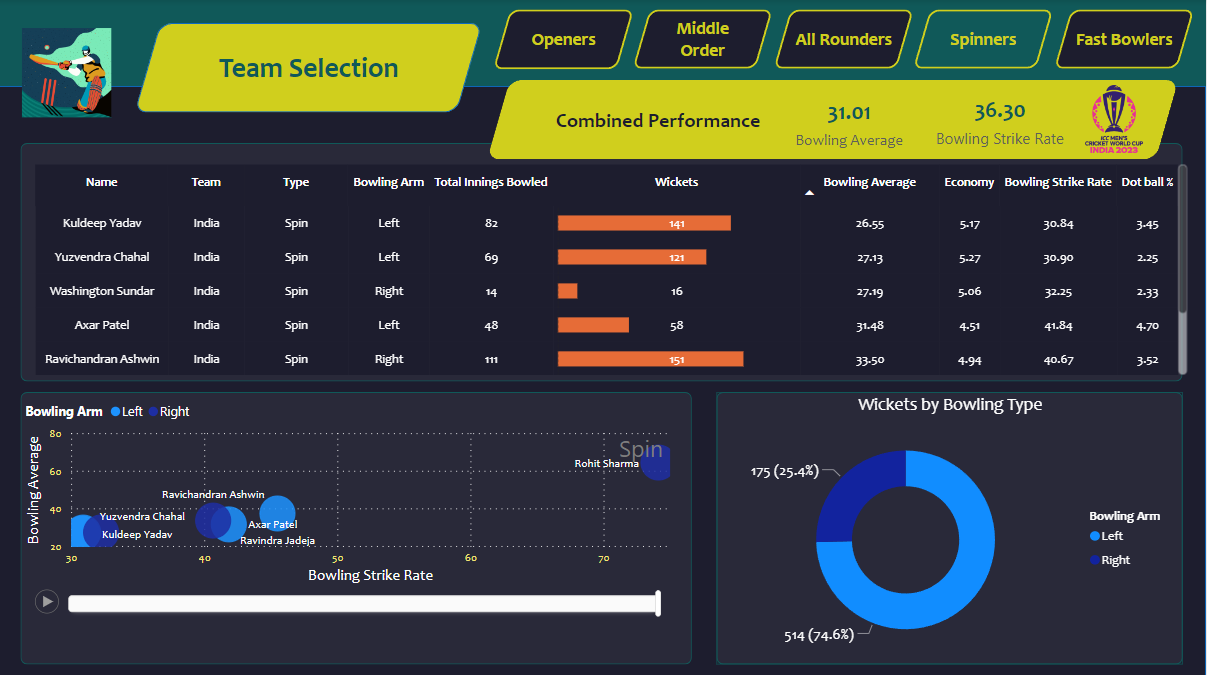 Team Selection
Openers
Middle
Order
All Rounders
Spinners
Fast Bowlers
Combined Performance
31.01
Bowling Average
36.30
Bowling Strike Rate
ICC MEN'S
CRICKET WORLD CUP
INDIA 2023
Name Team Type Bowling Arm Total Innings Bowled Wickets Bowling Average Economy Bowling Strike Rate Dot ball %
Kuldeep Yadav India Spin Left 82 141 26.55 5.17 30.84 3.45
Yuzvendra Chahal India Spin Left 69 121 27.13 5.27 30.90 2.25
Washington Sundar India Spin Right 14 16 27.19 5.06 32.25 2.33
Axar Patel India Spin Left 48 58 31.48 4.51 41.84 4.70
Ravichandran Ashwin India Spin Right 111 151 33.50 4.94 40.67 3.52
Bowling Arm Left Right
Bowling Average
80
60
40
20
Spin
Rohit Sharma
Ravichandran Ashwin
Yuzvendra Chahal
Axar Patel
Kuldeep Yadav
Ravindra Jadeja
30 40 50 60 70
Bowling Strike Rate
Wickets by Bowling Type
175 (25.4%)
514 (74.6%)
Bowling Arm
Left
Right